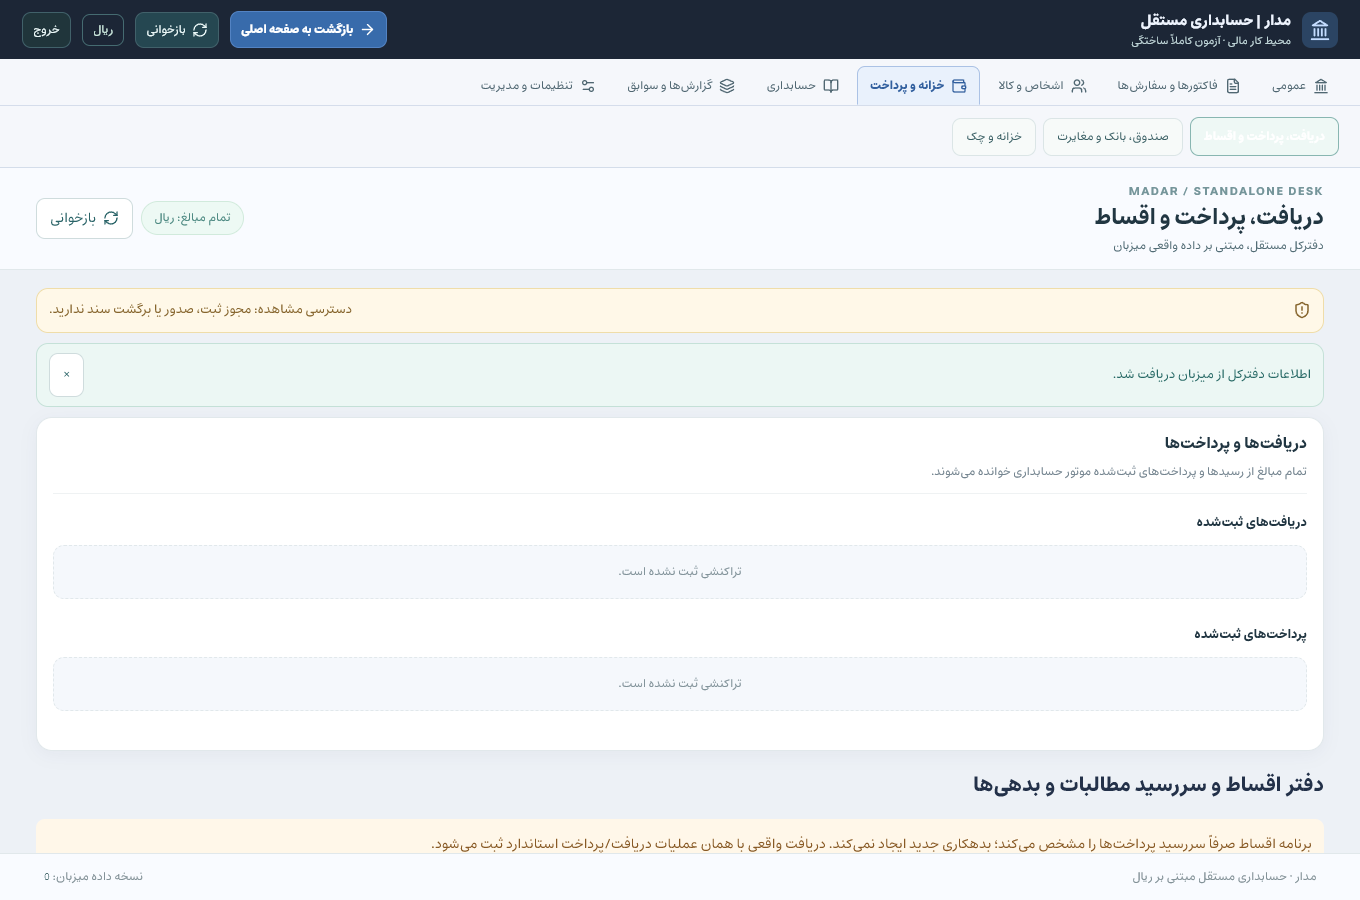 مدار | حسابداری مستقل
محیط کار مالی · آزمون کاملاً ساختگی
بازگشت به صفحه اصلی
بازخوانی
ریال
خروج
عمومی
فاکتورها و سفارش‌ها
اشخاص و کالا
خزانه و پرداخت
حسابداری
گزارش‌ها و سوابق
تنظیمات و مدیریت
دریافت، پرداخت و اقساط
صندوق، بانک و مغایرت
خزانه و چک
MADAR / STANDALONE DESK
دریافت، پرداخت و اقساط
دفترکل مستقل، مبتنی بر داده واقعی میزبان
تمام مبالغ: ریال
بازخوانی
دسترسی مشاهده: مجوز ثبت، صدور یا برگشت سند ندارید.
اطلاعات دفترکل از میزبان دریافت شد.
×
دریافت‌ها و پرداخت‌ها
تمام مبالغ از رسیدها و پرداخت‌های ثبت‌شده موتور حسابداری خوانده می‌شوند.
دریافت‌های ثبت‌شده
تراکنشی ثبت نشده است.
پرداخت‌های ثبت‌شده
تراکنشی ثبت نشده است.
دفتر اقساط و سررسید مطالبات و بدهی‌ها
برنامه اقساط صرفاً سررسید پرداخت‌ها را مشخص می‌کند؛ بدهکاری جدید ایجاد نمی‌کند. دریافت واقعی با همان عملیات دریافت/پرداخت استاندارد ثبت می‌شود.
مدار · حسابداری مستقل مبتنی بر ریال
نسخه داده میزبان: 0